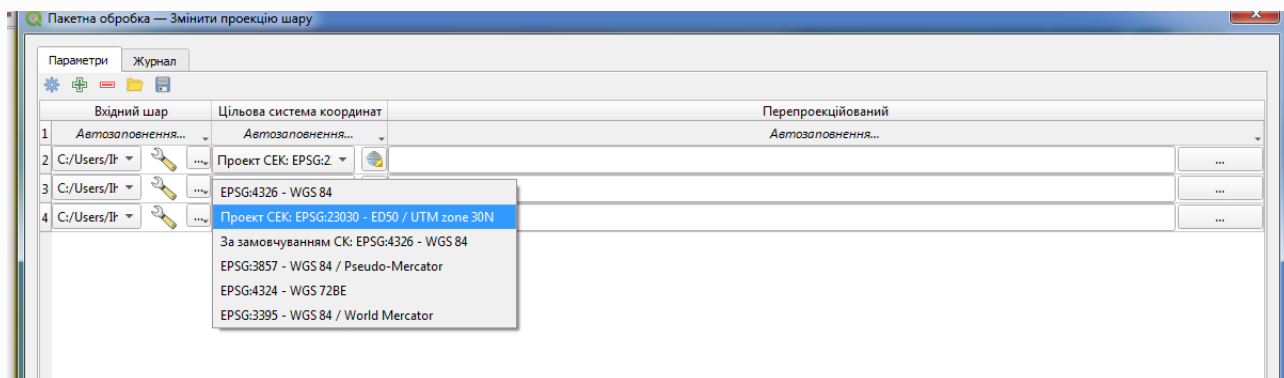 Пакетна обробка — Змінити проекцію шару
Параметри Журнал
Вхідний шар Цільова система координат Перепроекційований
1 Автозаповнення... Автозаповнення... Автозаповнення...
2 C:/Users/Ih ... Проект СЕК: EPSG:2 ...
3 C:/Users/Ih ... ...
4 C:/Users/Ih ... ...
EPSG:4326 - WGS 84
Проект СЕК: EPSG:23030 - ED50 / UTM zone 30N
За замовчуванням СК: EPSG:4326 - WGS 84
EPSG:3857 - WGS 84 / Pseudo-Mercator
EPSG:4324 - WGS 72BE
EPSG:3395 - WGS 84 / World Mercator